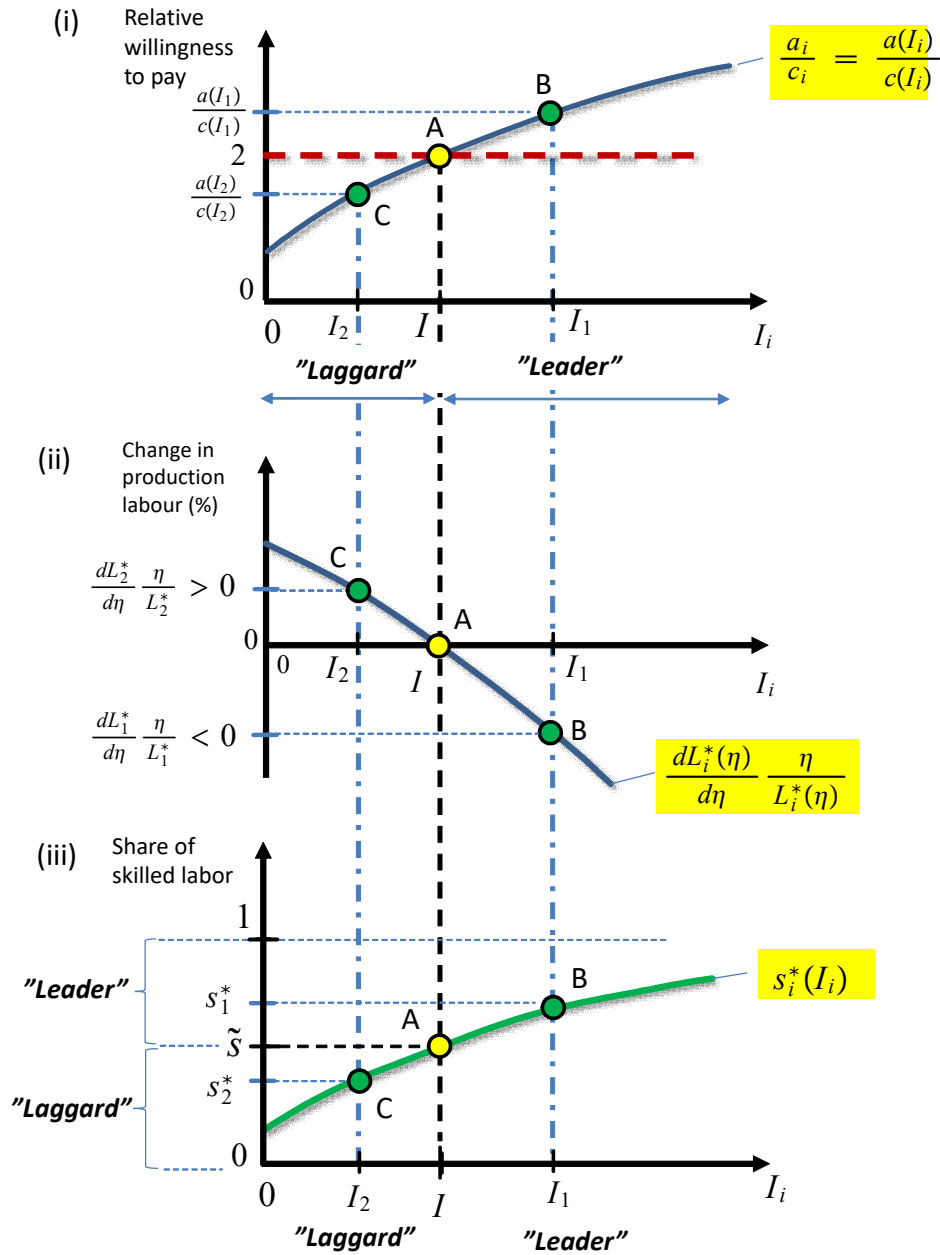 (i)
Relative
willingness
to pay
a_i / c_i = a(I_i) / c(I_i)
a(I_1) / c(I_1)
B
A
2
a(I_2) / c(I_2)
C
0
0 I_2 I I_1 I_i
”Laggard” ”Leader”
(ii)
Change in
production
labour (%)
C
dL_2^* / dη η / L_2^* > 0
A
0
0 I_2 I I_1 I_i
dL_1^* / dη η / L_1^* < 0
B
dL_i^*(η) / dη η / L_i^*(η)
(iii)
Share of
skilled labor
1
”Leader”
s_1^*
B
s_i^*(I_i)
A
s̃
s_2^*
”Laggard”
C
0
0 I_2 I I_1 I_i
”Laggard” ”Leader”